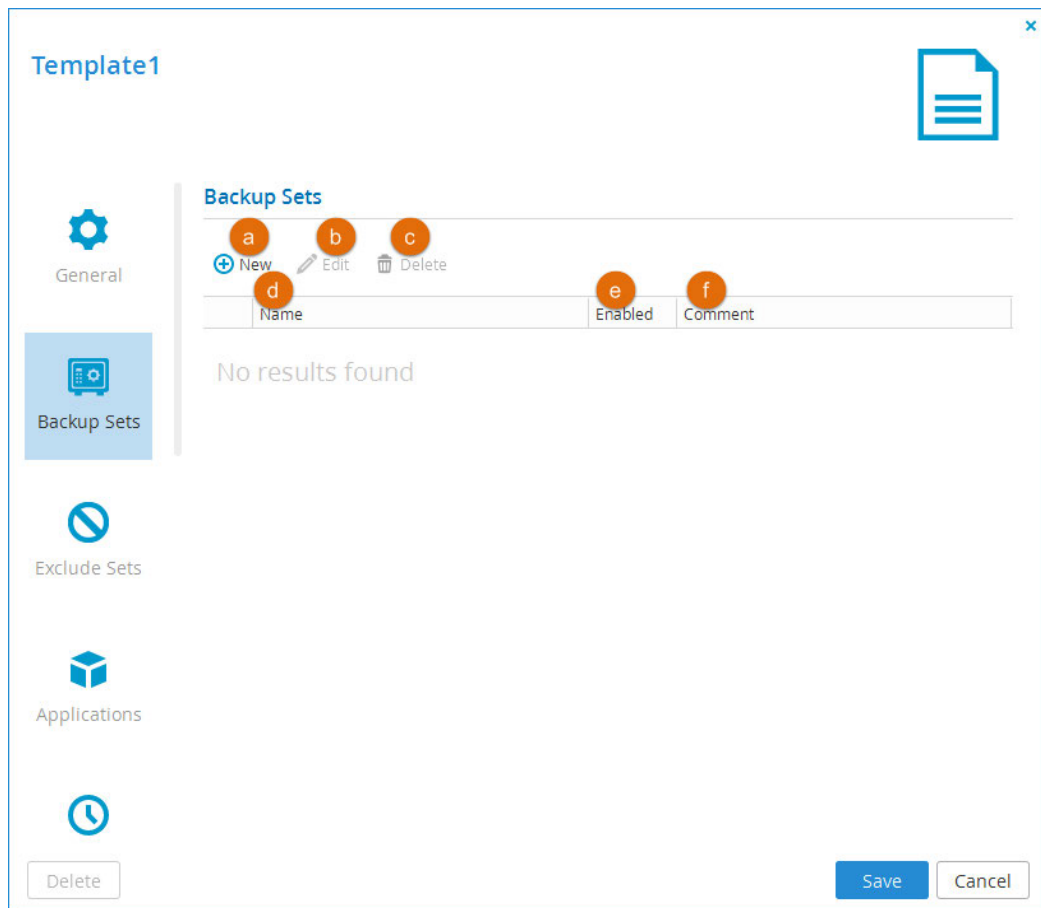 ×
Template1
General
Backup Sets
Exclude Sets
Applications
Backup Sets
a b c
New Edit Delete
d e f
Name Enabled Comment
No results found
Delete Save Cancel